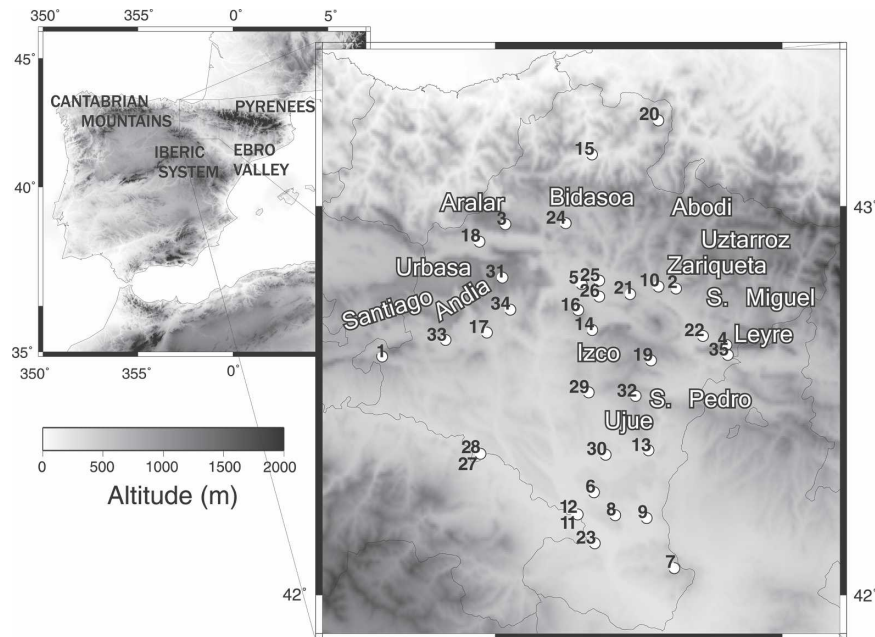 350˚ 355˚ 0˚ 5˚
45˚
CANTABRIAN
MOUNTAINS
PYRENEES
IBERIC
SYSTEM
EBRO
VALLEY
40˚
35˚
350˚ 355˚ 0˚
0 500 1000 1500 2000
Altitude (m)
20
15
Aralar
Bidasoa
Abodi
43˚
3
24
18
Uztarroz
Urbasa
31
5 25
26
21
10
2
Zariqueta
Santiago
Andia
34
16
S. Miguel
33
17
14
22
4
35
Leyre
1
Izco
19
29
32
S. Pedro
Ujue
28
27
30
13
6
12
11
8
9
23
7
42˚
42˚